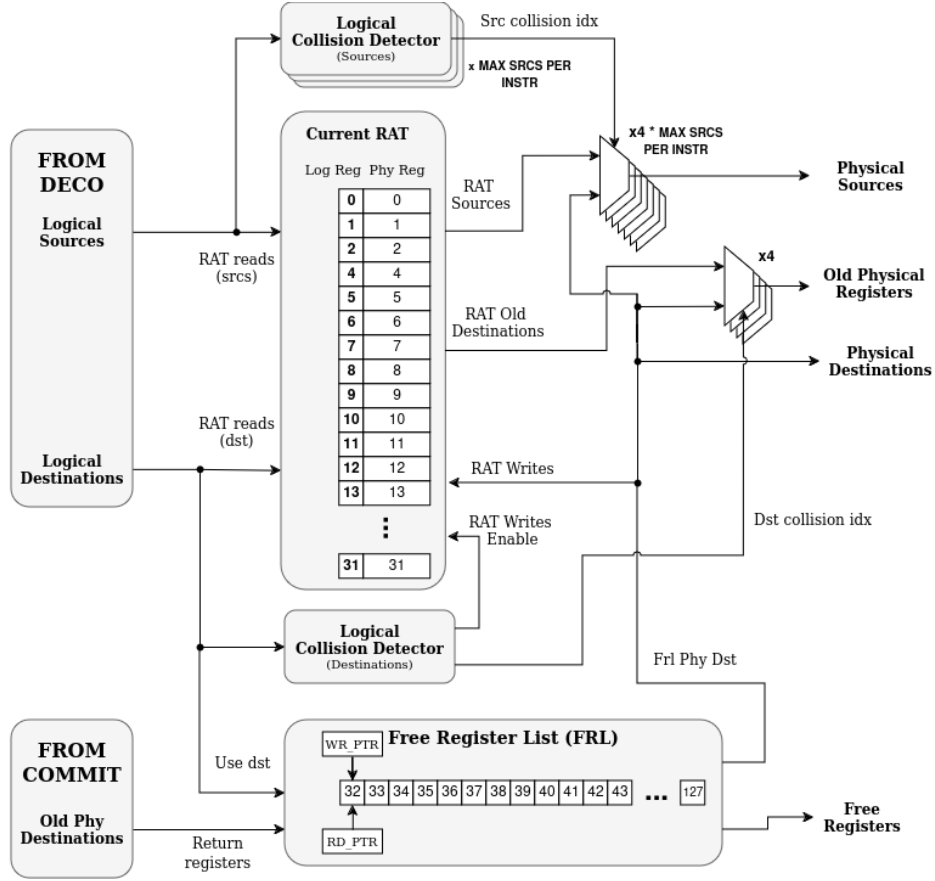 Logical
Collision Detector
(Sources)
Src collision idx
x MAX SRCS PER
INSTR
FROM
DECO
Logical
Sources
Logical
Destinations
RAT reads
(srcs)
RAT reads
(dst)
Current RAT
Log Reg Phy Reg
0 0
1 1
2 2
4 4
5 5
6 6
7 7
8 8
9 9
10 10
11 11
12 12
13 13
⋮
31 31
RAT
Sources
x4 * MAX SRCS
PER INSTR
Physical
Sources
x4
Old Physical
Registers
RAT Old
Destinations
Physical
Destinations
RAT Writes
RAT Writes
Enable
Dst collision idx
Logical
Collision Detector
(Destinations)
Frl Phy Dst
FROM
COMMIT
Old Phy
Destinations
Use dst
Return
registers
Free Register List (FRL)
WR_PTR
32 33 34 35 36 37 38 39 40 41 42 43 ... 127
RD_PTR
Free
Registers